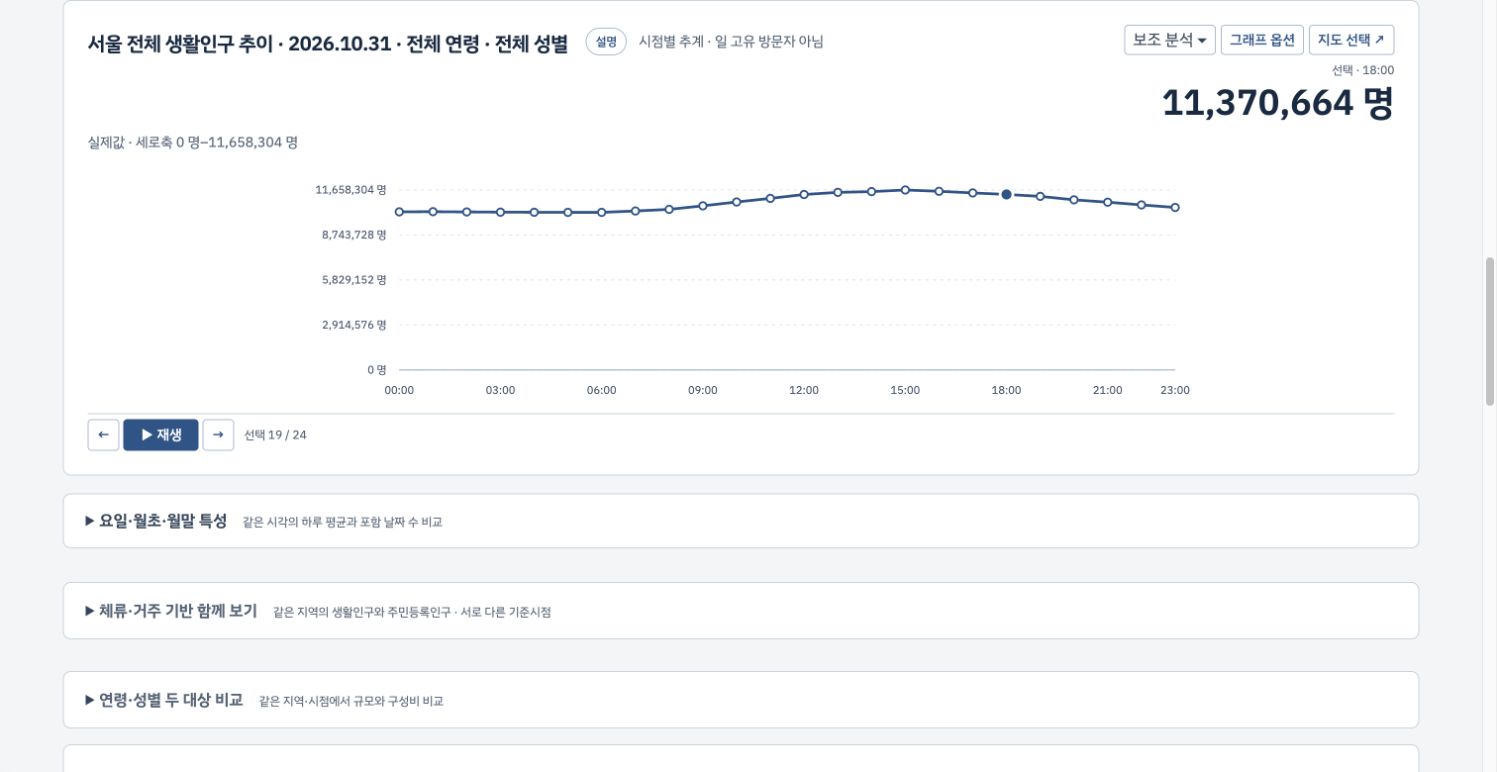 서울 전체 생활인구 추이 · 2026.10.31 · 전체 연령 · 전체 성별 설명 시점별 추계 · 일 고유 방문자 아님
보조 분석 ▾ 그래프 옵션 지도 선택 ↗
선택 · 18:00
11,370,664 명
실제값 · 세로축 0 명–11,658,304 명
11,658,304 명
8,743,728 명
5,829,152 명
2,914,576 명
0 명
00:00 03:00 06:00 09:00 12:00 15:00 18:00 21:00 23:00
← ▶ 재생 → 선택 19 / 24
▶ 요일·월초·월말 특성 같은 시각의 하루 평균과 포함 날짜 수 비교
▶ 체류·거주 기반 함께 보기 같은 지역의 생활인구와 주민등록인구 · 서로 다른 기준시점
▶ 연령·성별 두 대상 비교 같은 지역·시점에서 규모와 구성비 비교